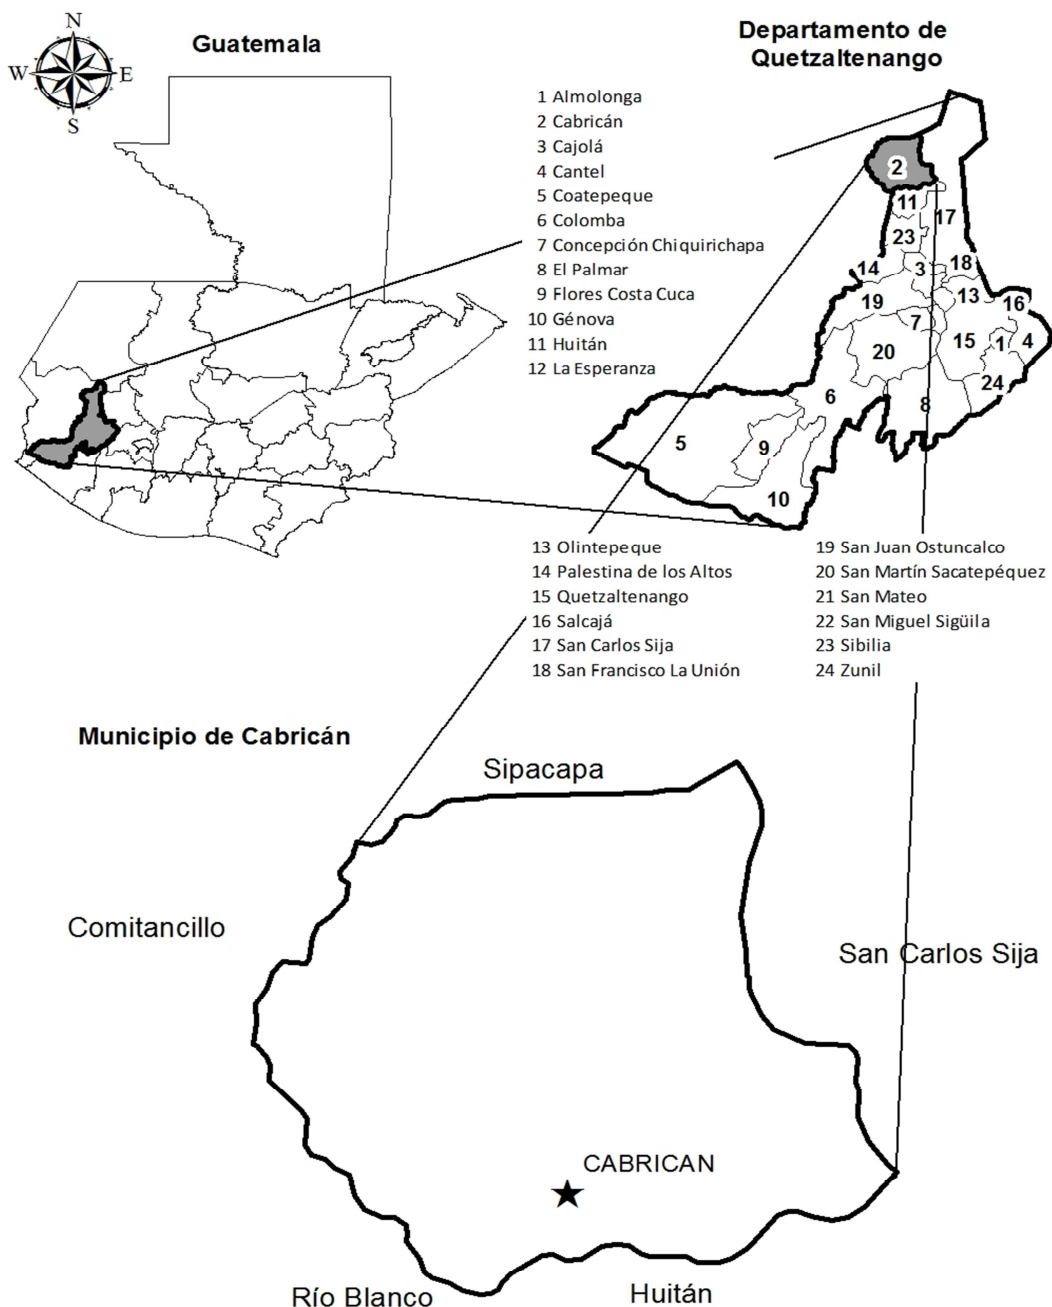 N
W
E
S
Guatemala
Departamento de
Quetzaltenango
1 Almolonga
2 Cabricán
3 Cajolá
4 Cantel
5 Coatepeque
6 Colomba
7 Concepción Chiquirichapa
8 El Palmar
9 Flores Costa Cuca
10 Génova
11 Huitán
12 La Esperanza
2
11
17
23
14
3
18
19
13
16
7
15
1
4
20
24
6
8
5
9
10
13 Olintepeque
14 Palestina de los Altos
15 Quetzaltenango
16 Salcajá
17 San Carlos Sija
18 San Francisco La Unión
19 San Juan Ostuncalco
20 San Martín Sacatepéquez
21 San Mateo
22 San Miguel Sigüila
23 Sibilia
24 Zunil
Municipio de Cabricán
Sipacapa
Comitancillo
San Carlos Sija
CABRICAN
Río Blanco
Huitán